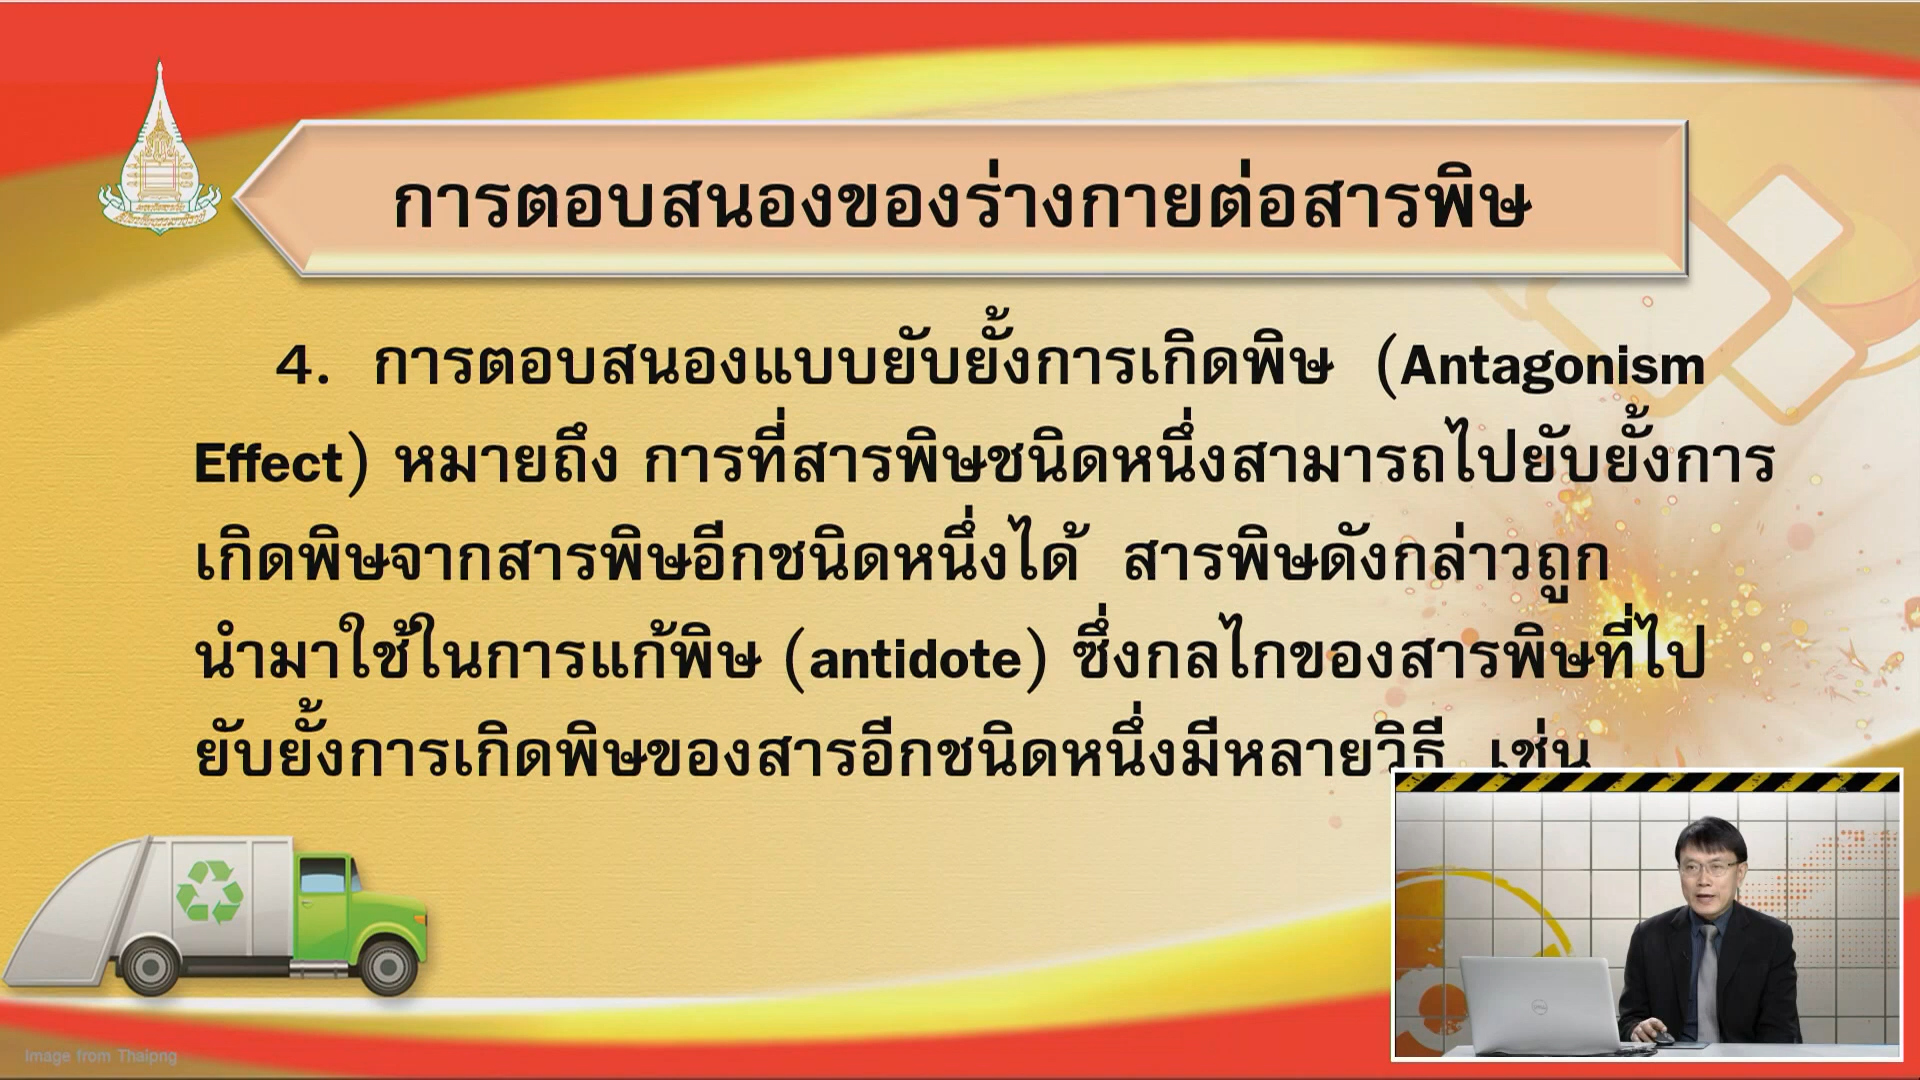 การตอบสนองของร่างกายต่อสารพิษ
4. การตอบสนองแบบยับยั้งการเกิดพิษ (Antagonism
Effect) หมายถึง การที่สารพิษชนิดหนึ่งสามารถไปยับยั้งการ
เกิดพิษจากสารพิษอีกชนิดหนึ่งได้ สารพิษดังกล่าวถูก
นำมาใช้ในการแก้พิษ (antidote) ซึ่งกลไกของสารพิษที่ไป
ยับยั้งการเกิดพิษของสารอีกชนิดหนึ่งมีหลายวิธี เช่น
Image from Thaipng